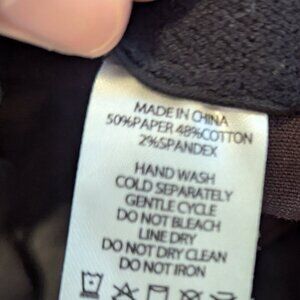 MADE IN CHINA
50%PAPER 48%COTTON
2%SPANDEX
HAND WASH
COLD SEPARATELY
GENTLE CYCLE
DO NOT BLEACH
LINE DRY
DO NOT DRY CLEAN
DO NOT IRON